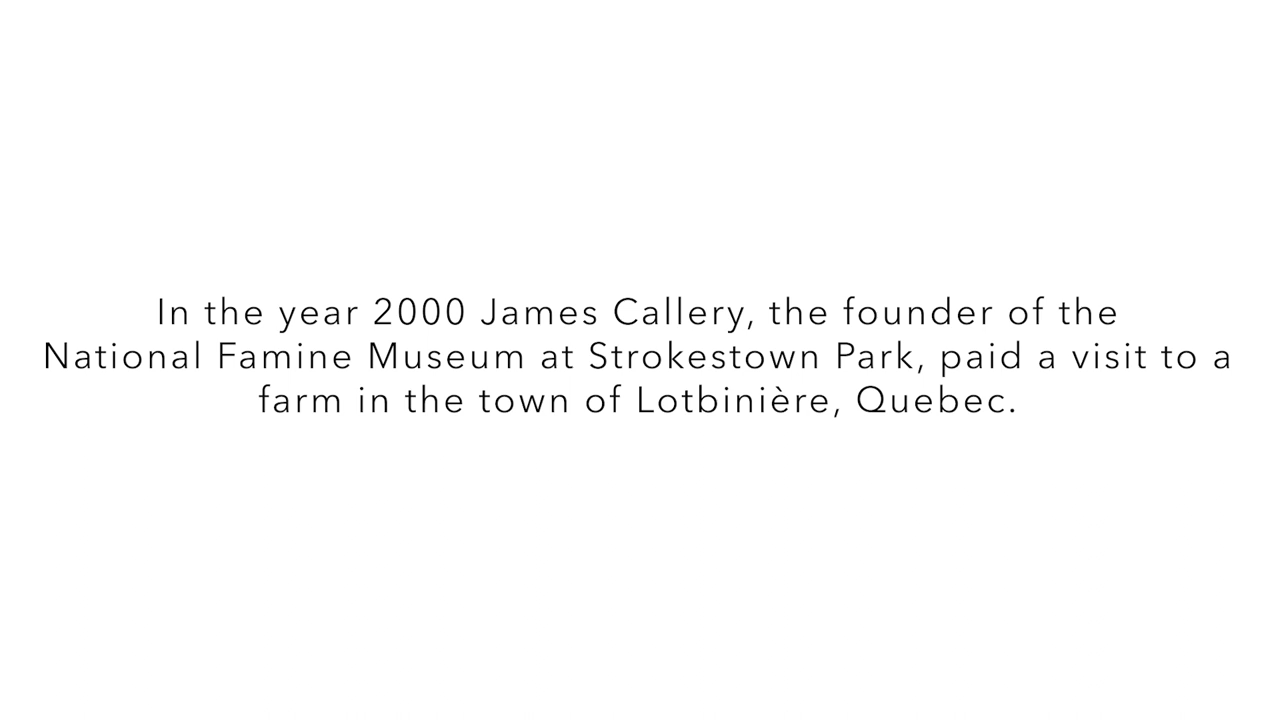 In the year 2000 James Callery, the founder of the
National Famine Museum at Strokestown Park, paid a visit to a
farm in the town of Lotbinière, Quebec.